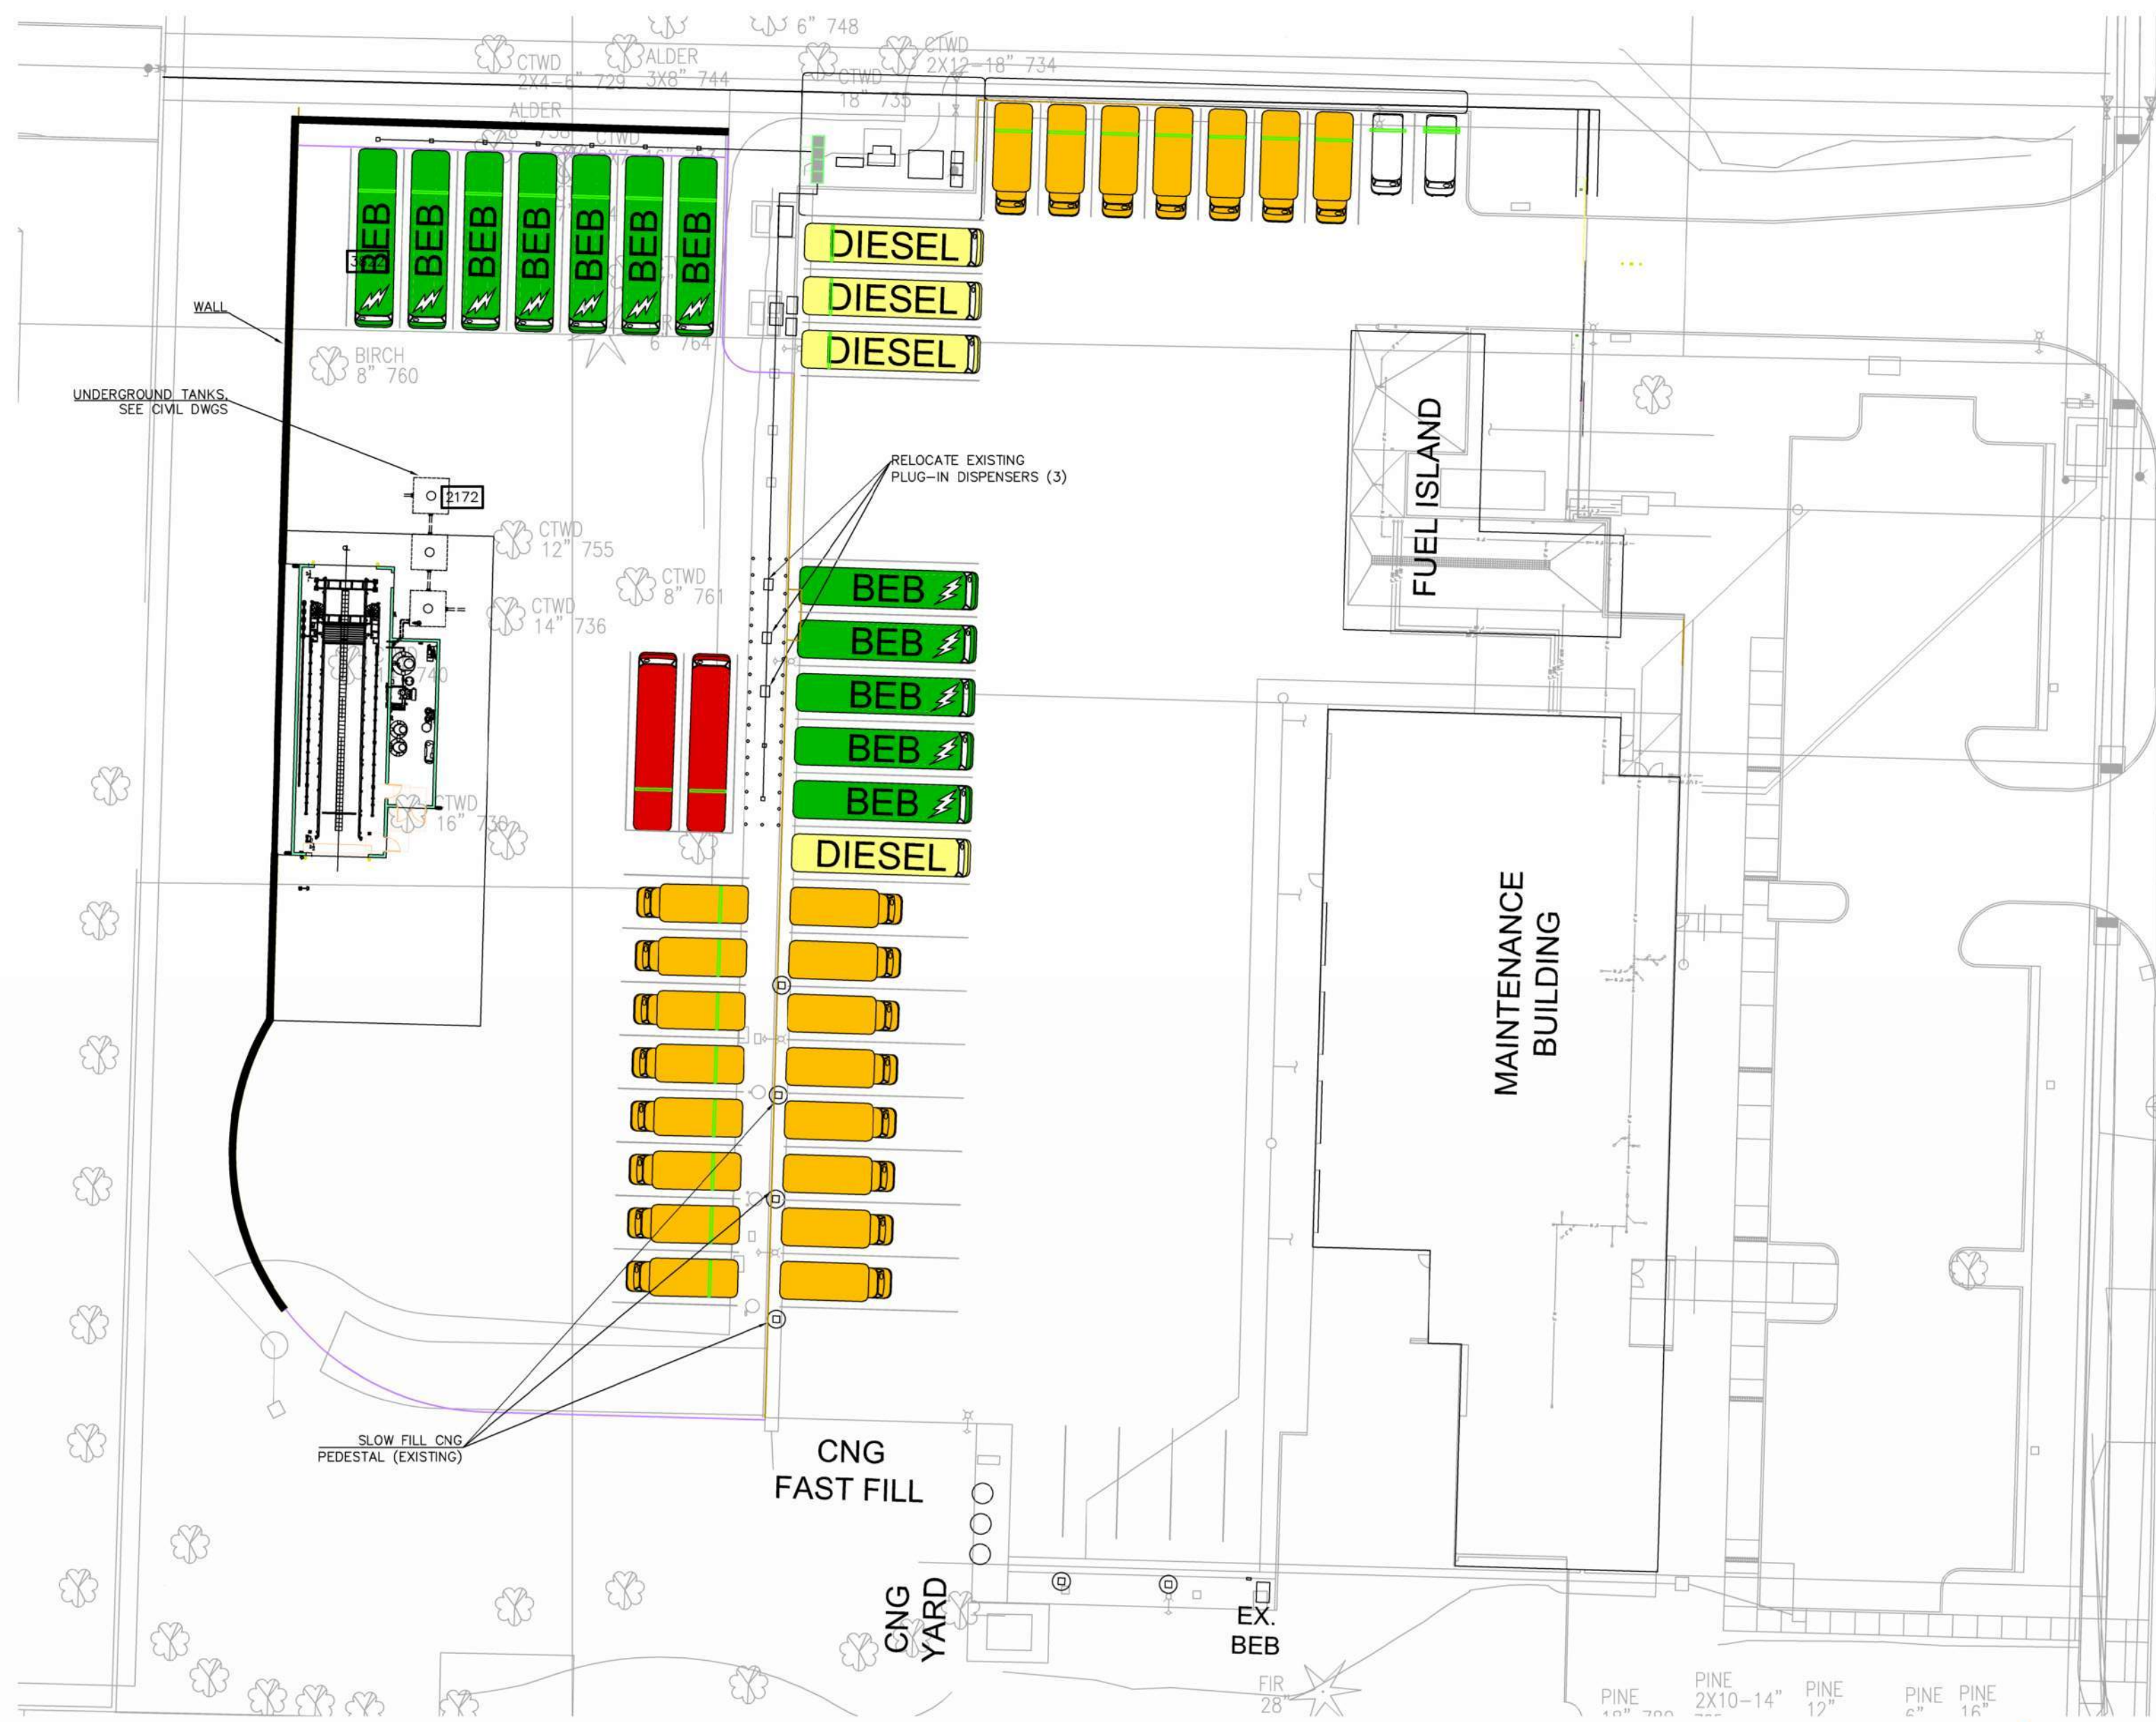 6" 748
CTWD
2X4-6" 729
ALDER
3X8" 744
CTWD
18" 735
CTWD
2X12-18" 734
ALDER
CTWD
BEB
BEB
BEB
BEB
BEB
BEB
BEB
DIESEL
DIESEL
DIESEL
WALL
6" 764
BIRCH
8" 760
UNDERGROUND TANKS,
SEE CIVIL DWGS
2172
RELOCATE EXISTING
PLUG-IN DISPENSERS (3)
FUEL ISLAND
CTWD
12" 755
CTWD
8" 761
CTWD
14" 736
740
BEB
BEB
BEB
BEB
BEB
DIESEL
CTWD
16"
MAINTENANCE
BUILDING
SLOW FILL CNG
PEDESTAL (EXISTING)
CNG
FAST FILL
CNG
YARD
EX.
BEB
FIR
28"
PINE
PINE
2X10-14"
PINE
12"
PINE
6"
PINE
16"